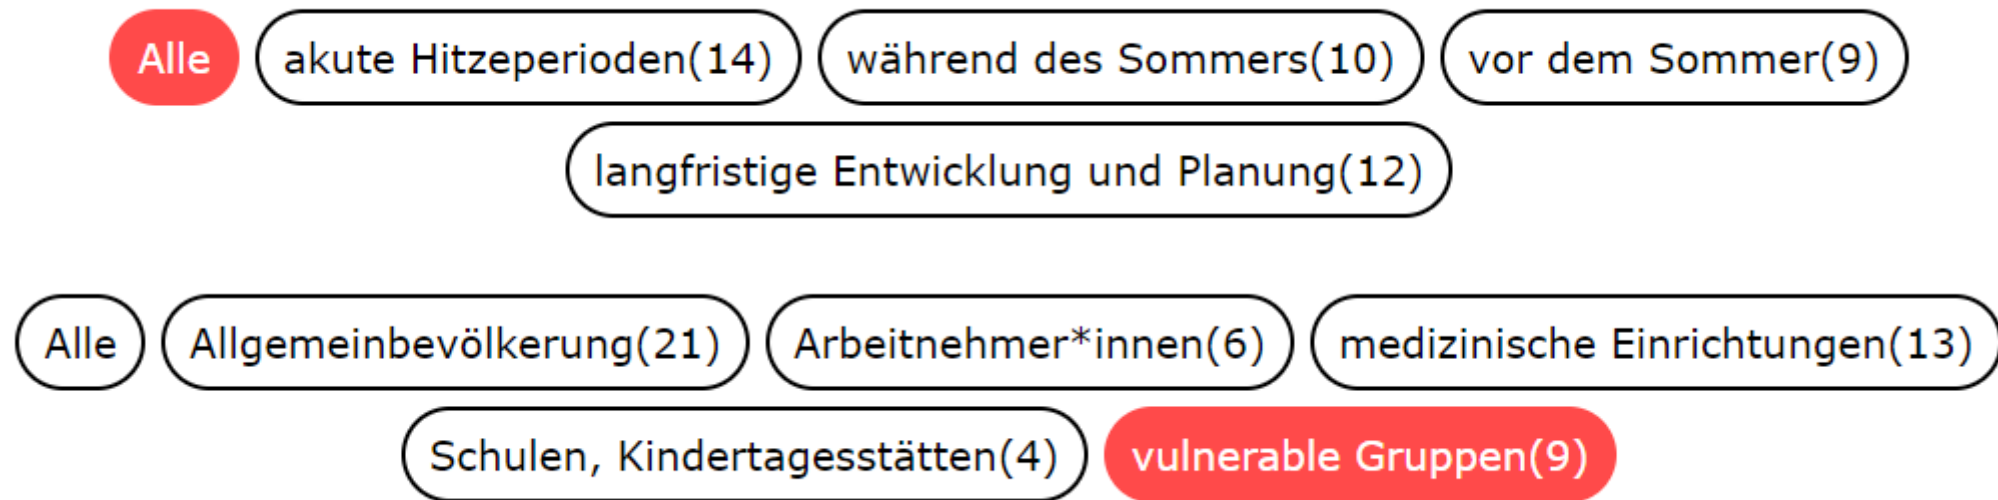 Alle akute Hitzeperioden(14) während des Sommers(10) vor dem Sommer(9)
langfristige Entwicklung und Planung(12)
Alle Allgemeinbevölkerung(21) Arbeitnehmer*innen(6) medizinische Einrichtungen(13)
Schulen, Kindertagesstätten(4) vulnerable Gruppen(9)